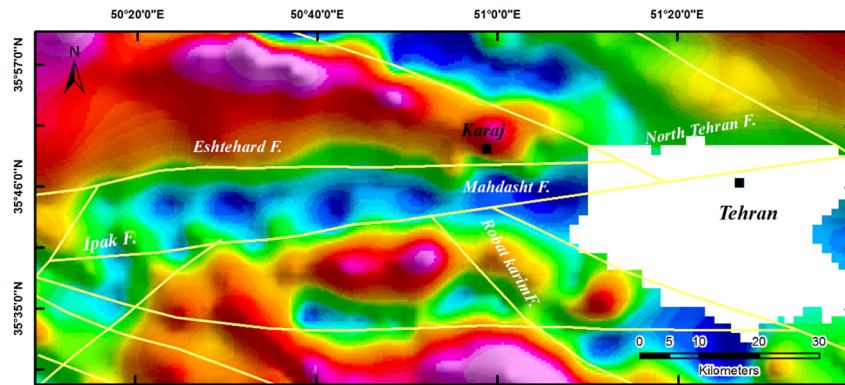 50°20'0"E 50°40'0"E 51°0'0"E 51°20'0"E
35°57'0"N
N
Karaj
North Tehran F.
Eshtehard F.
35°46'0"N
Mahdasht F.
Tehran
Ipak F.
Robat karimF.
35°35'0"N
0 5 10 20 30
Kilometers